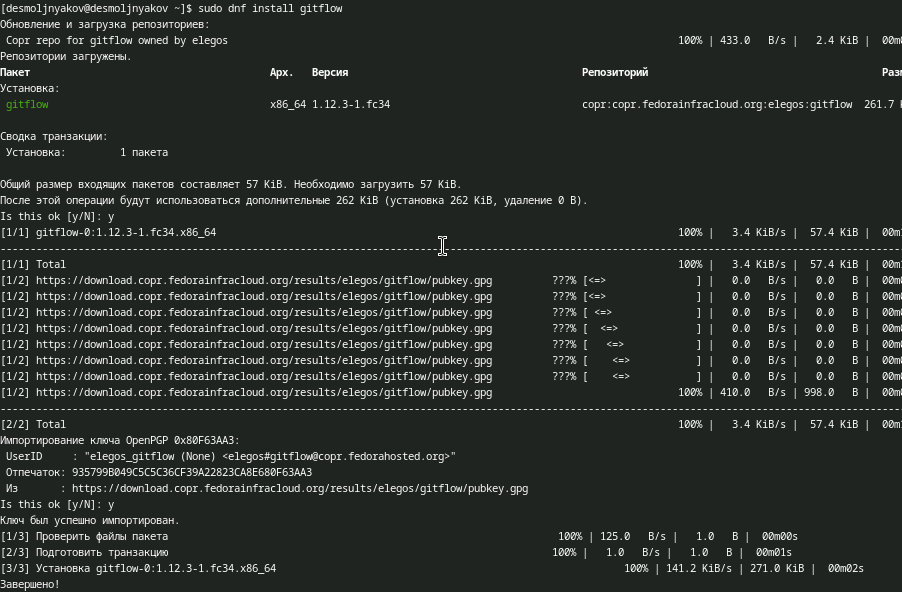 [desmoljnyakov@desmoljnyakov ~]$ sudo dnf install gitflow
Обновление и загрузка репозиториев:
Copr repo for gitflow owned by elegos 100% | 433.0 B/s | 2.4 KiB | 00m
Репозитории загружены.
Пакет Арх. Версия Репозиторий Разм
Установка:
gitflow x86_64 1.12.3-1.fc34 copr:copr.fedorainfracloud.org:elegos:gitflow 261.7 K
Сводка транзакции:
Установка: 1 пакета
Общий размер входящих пакетов составляет 57 KiB. Необходимо загрузить 57 KiB.
После этой операции будут использоваться дополнительные 262 KiB (установка 262 KiB, удаление 0 B).
Is this ok [y/N]: y
[1/1] gitflow-0:1.12.3-1.fc34.x86_64 100% | 3.4 KiB/s | 57.4 KiB | 00m
--------------------------------------------------------------------------------
[1/1] Total 100% | 3.4 KiB/s | 57.4 KiB | 00m
[1/2] https://download.copr.fedorainfracloud.org/results/elegos/gitflow/pubkey.gpg ???% [<=> ] | 0.0 B/s | 0.0 B | 00m
[1/2] https://download.copr.fedorainfracloud.org/results/elegos/gitflow/pubkey.gpg ???% [<=> ] | 0.0 B/s | 0.0 B | 00m
[1/2] https://download.copr.fedorainfracloud.org/results/elegos/gitflow/pubkey.gpg ???% [ <=> ] | 0.0 B/s | 0.0 B | 00m
[1/2] https://download.copr.fedorainfracloud.org/results/elegos/gitflow/pubkey.gpg ???% [ <=> ] | 0.0 B/s | 0.0 B | 00m
[1/2] https://download.copr.fedorainfracloud.org/results/elegos/gitflow/pubkey.gpg ???% [ <=> ] | 0.0 B/s | 0.0 B | 00m
[1/2] https://download.copr.fedorainfracloud.org/results/elegos/gitflow/pubkey.gpg ???% [ <=> ] | 0.0 B/s | 0.0 B | 00m
[1/2] https://download.copr.fedorainfracloud.org/results/elegos/gitflow/pubkey.gpg ???% [ <=> ] | 0.0 B/s | 0.0 B | 00m
[1/2] https://download.copr.fedorainfracloud.org/results/elegos/gitflow/pubkey.gpg 100% | 410.0 B/s | 998.0 B | 00m
--------------------------------------------------------------------------------
[2/2] Total 100% | 3.4 KiB/s | 57.4 KiB | 00m
Импортирование ключа OpenPGP 0x80F63AA3:
UserID : "elegos_gitflow (None) <elegos#gitflow@copr.fedorahosted.org>"
Отпечаток: 935799B049C5C5C36CF39A22823CA8E680F63AA3
Из : https://download.copr.fedorainfracloud.org/results/elegos/gitflow/pubkey.gpg
Is this ok [y/N]: y
Ключ был успешно импортирован.
[1/3] Проверить файлы пакета 100% | 125.0 B/s | 1.0 B | 00m00s
[2/3] Подготовить транзакцию 100% | 1.0 B/s | 1.0 B | 00m01s
[3/3] Установка gitflow-0:1.12.3-1.fc34.x86_64 100% | 141.2 KiB/s | 271.0 KiB | 00m02s
Завершено!